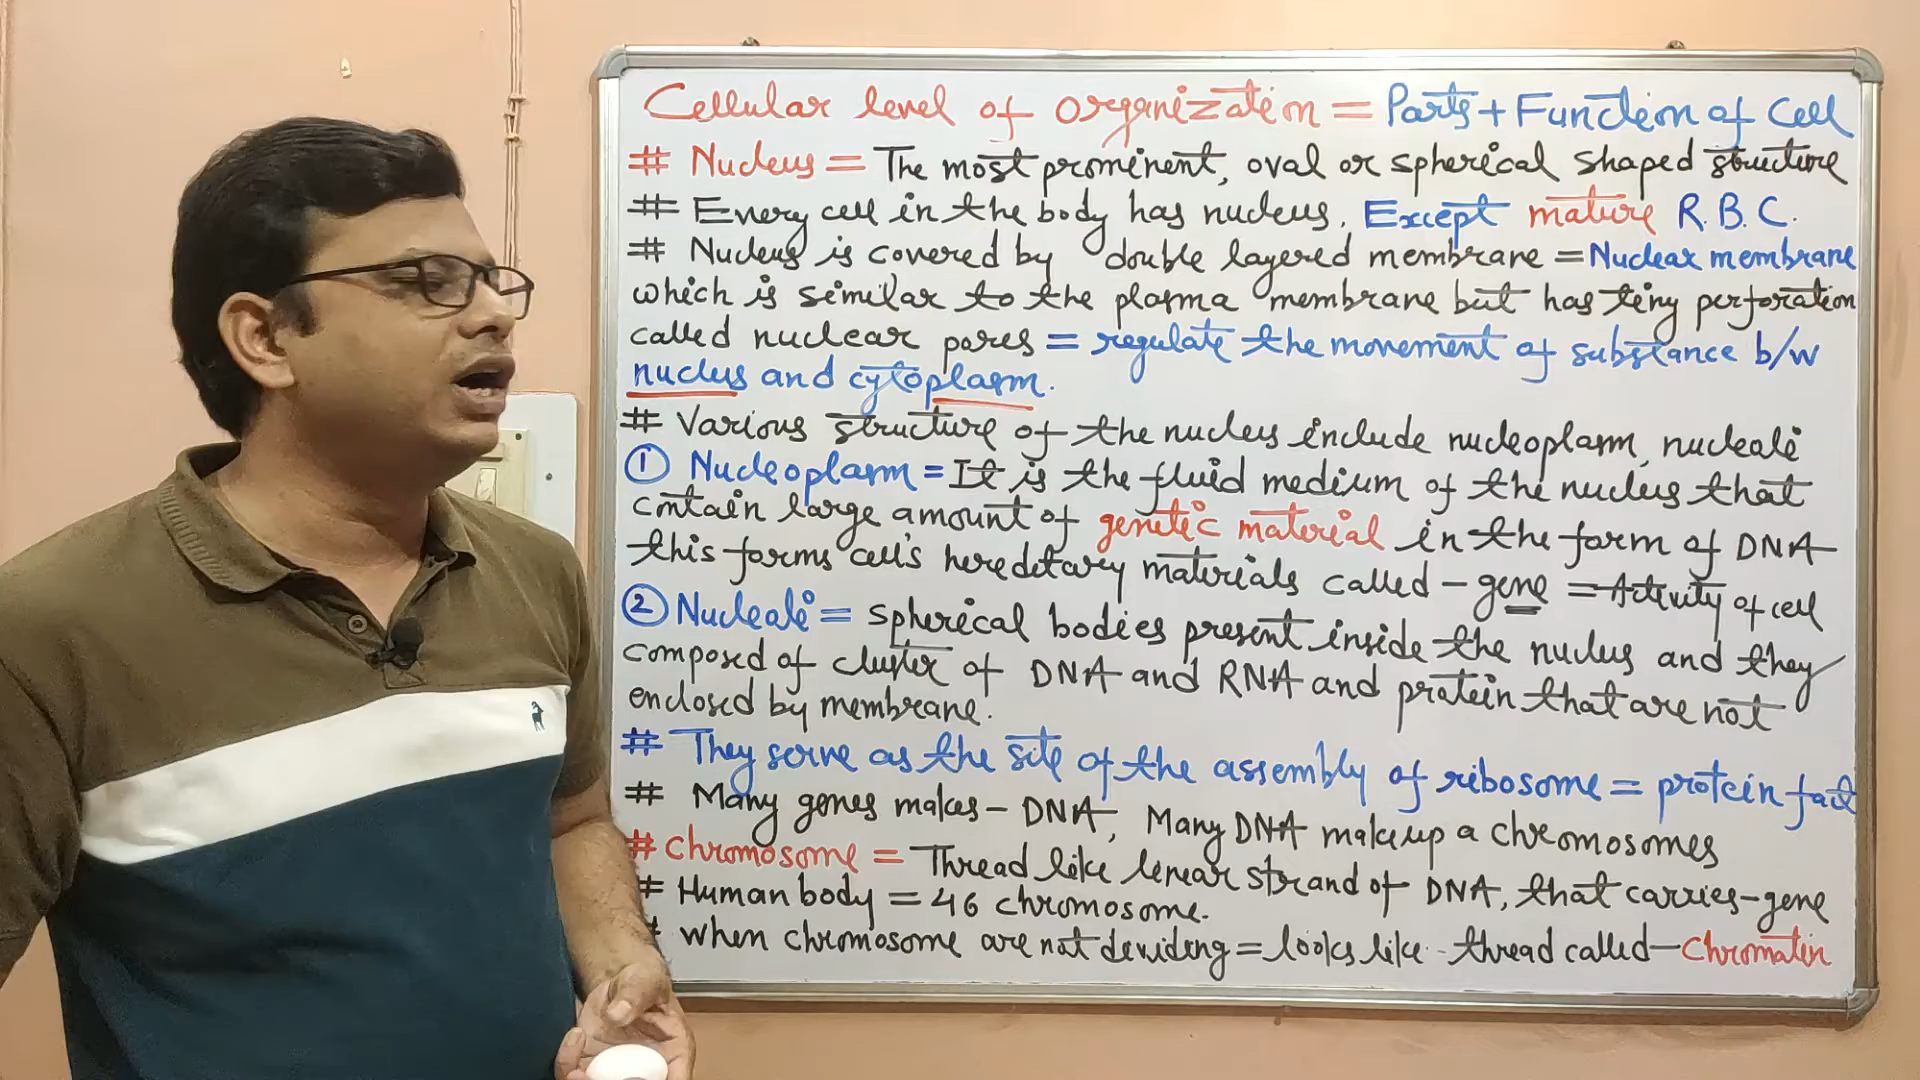 Cellular level of organization = Parts + Function of Cell
# Nucleus = The most prominent, oval or spherical shaped structure
# Every cell in the body has nucleus, Except mature R.B.C.
# Nucleus is covered by double layered membrane = Nuclear membrane
which is similar to the plasma membrane but has tiny perforation
called nuclear pores = regulate the movement of substance b/w
nuclus and cytoplasm.
# Various structure of the nucleus include nucleoplasm, nucleoli
① Nucleoplasm = It is the fluid medium of the nucleus that
contain large amount of genetic material in the form of DNA
this forms cell's heredetary materials called - gene = Activity of cell
② Nucleoli = spherical bodies present inside the nuclus and they
composed of cluster of DNA and RNA and protein that are not
enclosed by membrane.
# They serve as the site of the assembly of ribosome = protein fact
# Many genes makes - DNA, Many DNA makeup a chromosomes
# chromosome = Thread like linear strand of DNA, that carries - gene
# Human body = 46 chromosome.
# when chromosome are not deviding = looks like thread called - chromatin